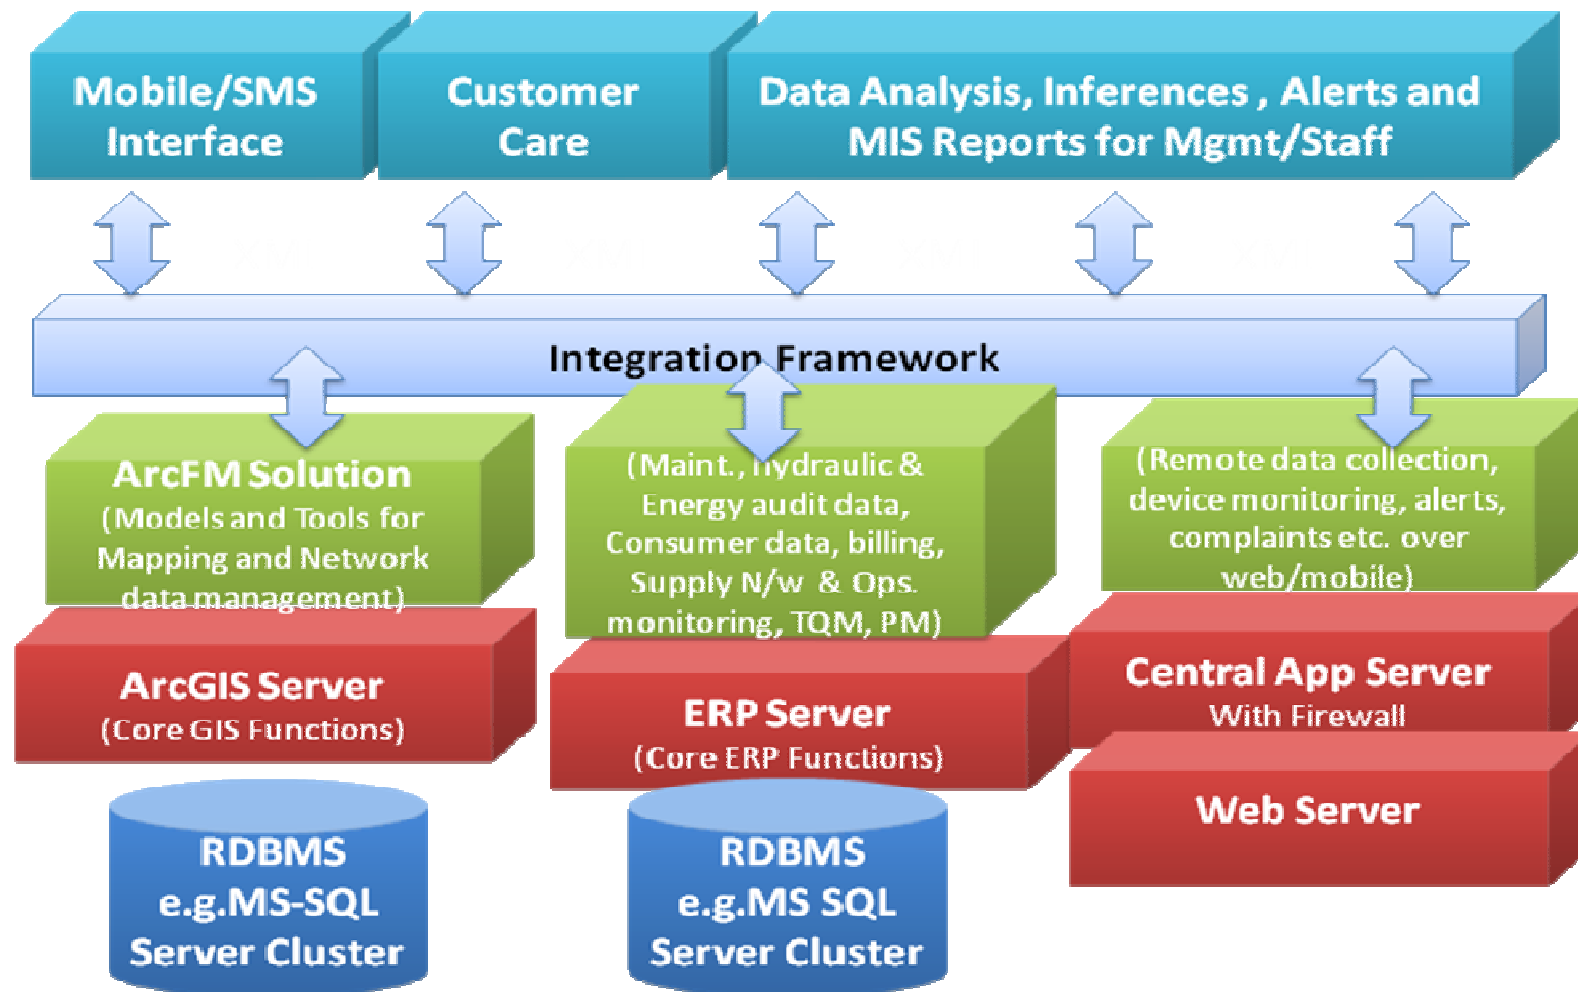 Mobile/SMS
Interface
Customer
Care
Data Analysis, Inferences , Alerts and
MIS Reports for Mgmt/Staff
Integration Framework
ArcFM Solution
(Models and Tools for
Mapping and Network
data management)
(Maint., Hydraulic &
Energy audit data,
Consumer data, billing,
Supply N/w & Ops.
monitoring, TQM, PM)
(Remote data collection,
device monitoring, alerts,
complaints etc. over
web/mobile)
ArcGIS Server
(Core GIS Functions)
ERP Server
(Core ERP Functions)
Central App Server
With Firewall
Web Server
RDBMS
e.g.MS-SQL
Server Cluster
RDBMS
e.g.MS SQL
Server Cluster